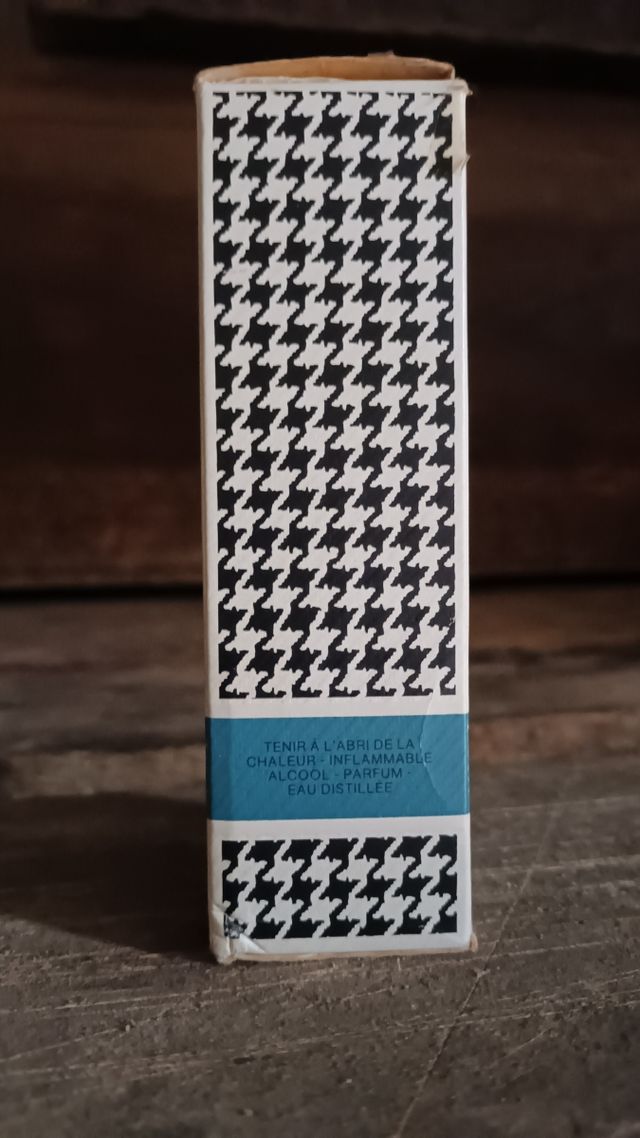 TENIR Á L'ABRI DE LA
CHALEUR - INFLAMMABLE
ALCOOL - PARFUM -
EAU DISTILLÉE